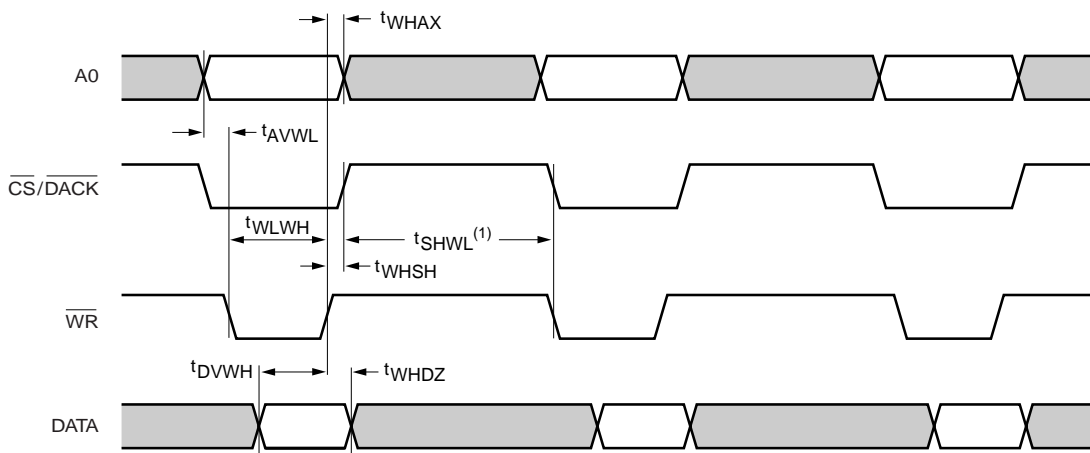 tWHAX
A0
tAVWL
CS/DACK
tWLWH
tSHWL(1)
tWHSH
WR
tDVWH
tWHDZ
DATA